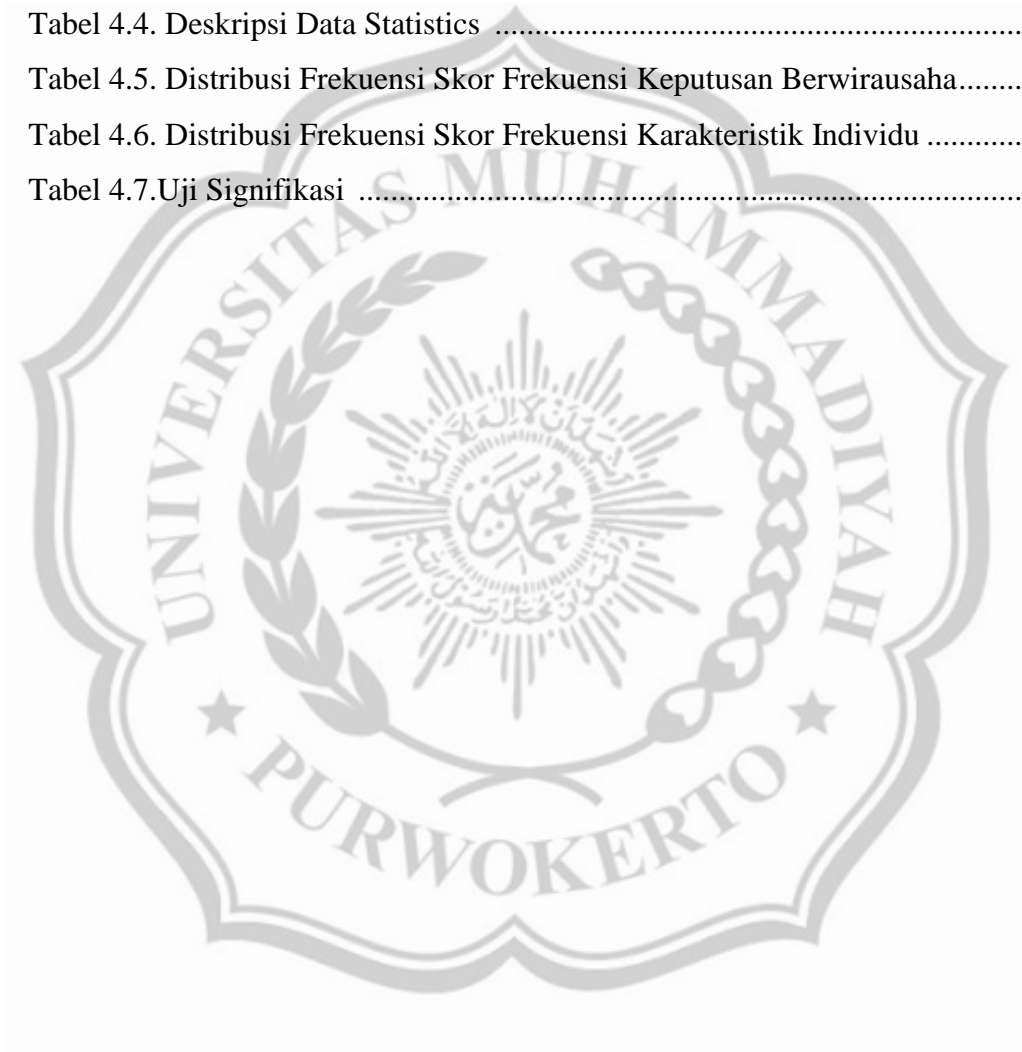 Tabel 4.4. Deskripsi Data Statistics ..................................................................
Tabel 4.5. Distribusi Frekuensi Skor Frekuensi Keputusan Berwirausaha........
Tabel 4.6. Distribusi Frekuensi Skor Frekuensi Karakteristik Individu ............
Tabel 4.7.Uji Signifikasi ...................................................................................
UNIVERSITAS MUHAMMADIYAH
PURWOKERTO